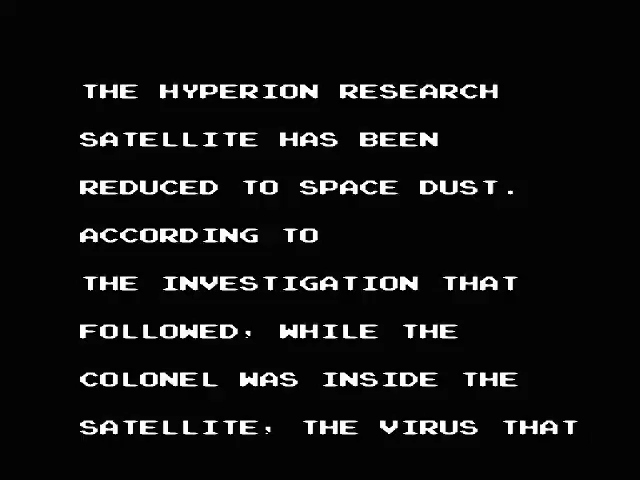 THE HYPERION RESEARCH
SATELLITE HAS BEEN
REDUCED TO SPACE DUST.
ACCORDING TO
THE INVESTIGATION THAT
FOLLOWED, WHILE THE
COLONEL WAS INSIDE THE
SATELLITE, THE VIRUS THAT